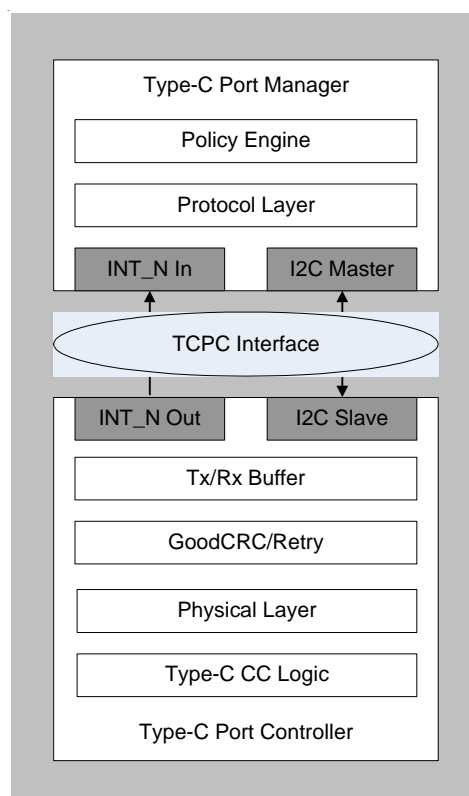 Type-C Port Manager
Policy Engine
Protocol Layer
INT_N In I2C Master
TCPC Interface
INT_N Out I2C Slave
Tx/Rx Buffer
GoodCRC/Retry
Physical Layer
Type-C CC Logic
Type-C Port Controller